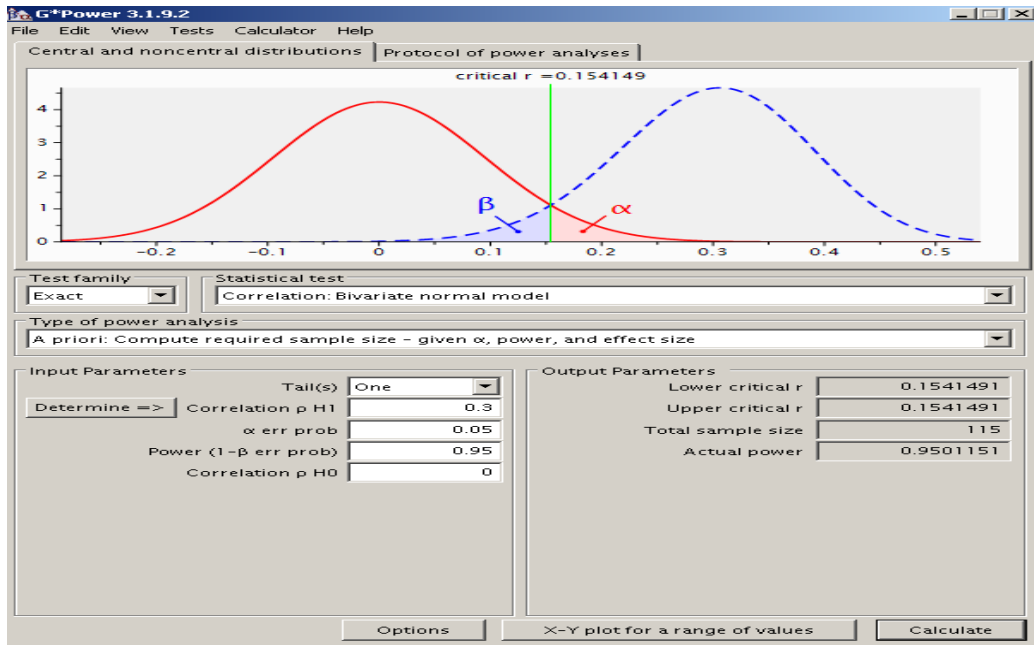 G*Power 3.1.9.2
File Edit View Tests Calculator Help
Central and noncentral distributions Protocol of power analyses
critical r =0.154149
4
3
2
1
0
β α
-0.2 -0.1 0 0.1 0.2 0.3 0.4 0.5
Test family Statistical test
Exact Correlation: Bivariate normal model
Type of power analysis
A priori: Compute required sample size - given α, power, and effect size
Input Parameters Output Parameters
Tail(s) One Lower critical r 0.1541491
Determine => Correlation ρ H1 0.3 Upper critical r 0.1541491
α err prob 0.05 Total sample size 115
Power (1-β err prob) 0.95 Actual power 0.9501151
Correlation ρ H0 0
Options X-Y plot for a range of values Calculate